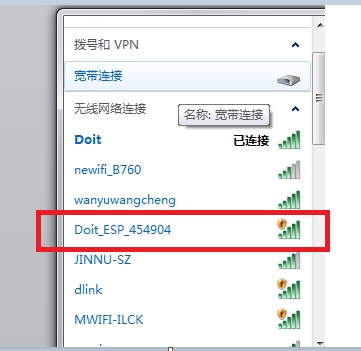 拨号和 VPN
宽带连接
无线网络连接
名称: 宽带连接
Doit 已连接
newifi_B760
wanyuwangcheng
Doit_ESP_454904
JINNU-SZ
dlink
MWIFI-ILCK